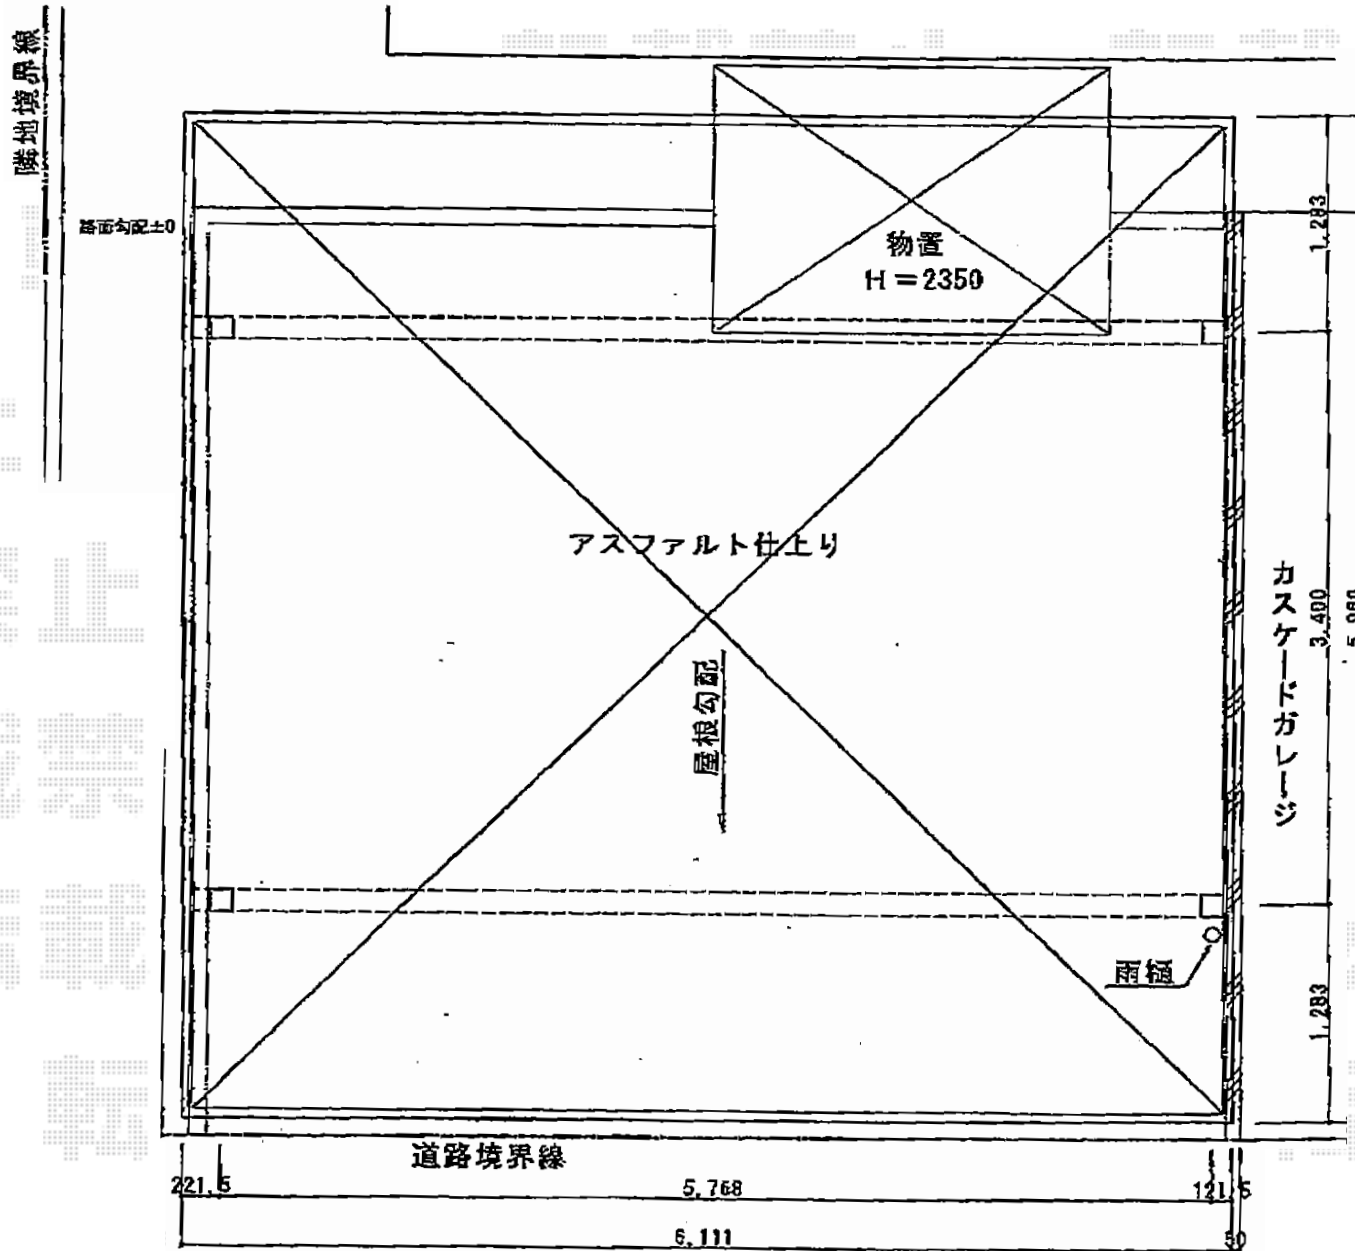 隣地境界線
路面勾配±0
物置
H=2350
1,283
アスファルト仕上り
カスケードガレージ
3,400
屋根勾配
雨樋
1,283
道路境界線
221.5
5,768
121.5
6,111
50